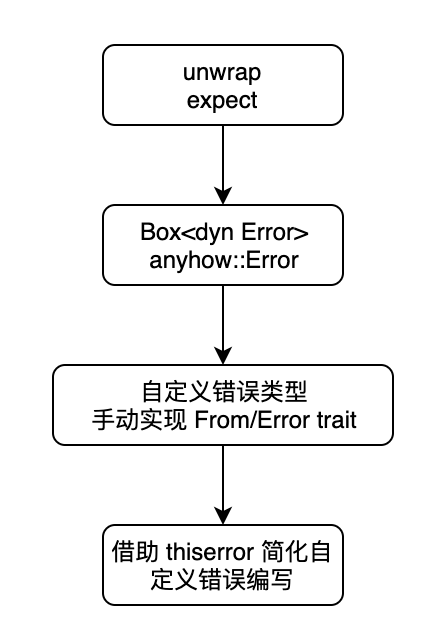 unwrap
expect
Box<dyn Error>
anyhow::Error
自定义错误类型
手动实现 From/Error trait
借助 thiserror 简化自
定义错误编写